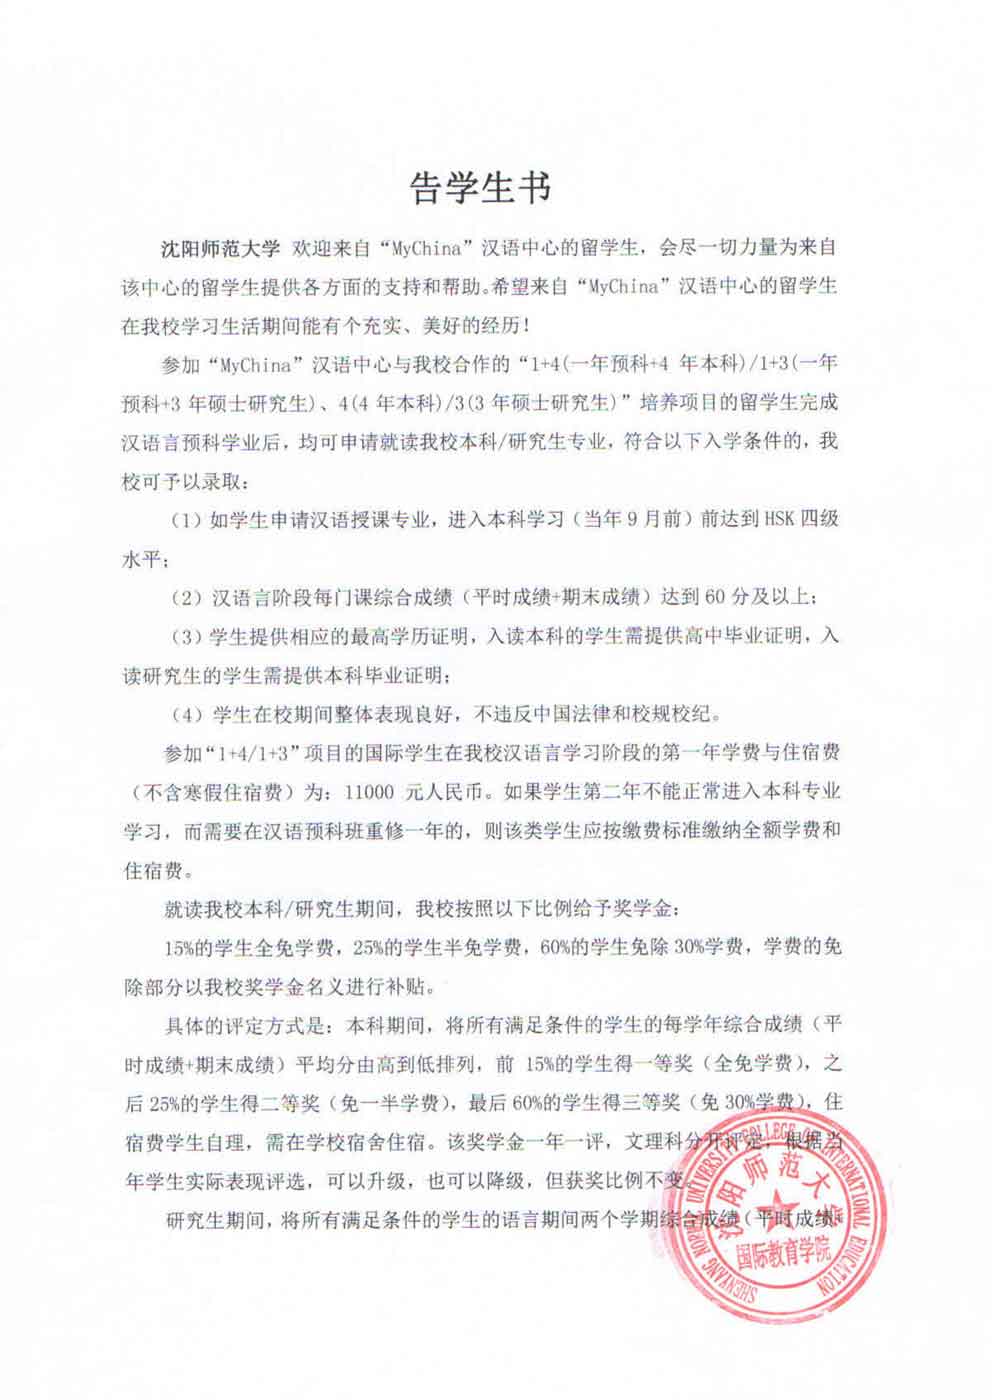 告学生书
沈阳师范大学 欢迎来自“MyChina”汉语中心的留学生，会尽一切力量为来自
该中心的留学生提供各方面的支持和帮助。希望来自“MyChina”汉语中心的留学生
在我校学习生活期间能有个充实、美好的经历！
参加“MyChina”汉语中心与我校合作的“1+4(一年预科+4 年本科)/1+3(一年
预科+3 年硕士研究生)、4(4 年本科)/3(3 年硕士研究生)”培养项目的留学生完成
汉语言预科学业后，均可申请就读我校本科/研究生专业，符合以下入学条件的，我
校可予以录取：
（1）如学生申请汉语授课专业，进入本科学习（当年 9 月前）前达到 HSK 四级
水平；
（2）汉语言阶段每门课综合成绩（平时成绩+期末成绩）达到 60 分及以上；
（3）学生提供相应的最高学历证明，入读本科的学生需提供高中毕业证明，入
读研究生的学生需提供本科毕业证明；
（4）学生在校期间整体表现良好，不违反中国法律和校规校纪。
参加“1+4/1+3”项目的国际学生在我校汉语言学习阶段的第一年学费与住宿费
（不含寒假住宿费）为：11000 元人民币。如果学生第二年不能正常进入本科专业
学习，而需要在汉语预科班重修一年的，则该类学生应按缴费标准缴纳全额学费和
住宿费。
就读我校本科/研究生期间，我校按照以下比例给予奖学金：
15%的学生全免学费，25%的学生半免学费，60%的学生免除 30%学费，学费的免
除部分以我校奖学金名义进行补贴。
具体的评定方式是：本科期间，将所有满足条件的学生的每学年综合成绩（平
时成绩+期末成绩）平均分由高到低排列，前 15%的学生得一等奖（全免学费），之
后 25%的学生得二等奖（免一半学费），最后 60%的学生得三等奖（免 30%学费），住
宿费学生自理，需在学校宿舍住宿。该奖学金一年一评，文理科分开评定，根据当
年学生实际表现评选，可以升级，也可以降级，但获奖比例不变。
研究生期间，将所有满足条件的学生的语言期间两个学期综合成绩（平时成绩+
SHENYANG NORMAL UNIVERSITY COLLEGE OF INTERNATIONAL EDUCATION
沈阳师范大学
国际教育学院